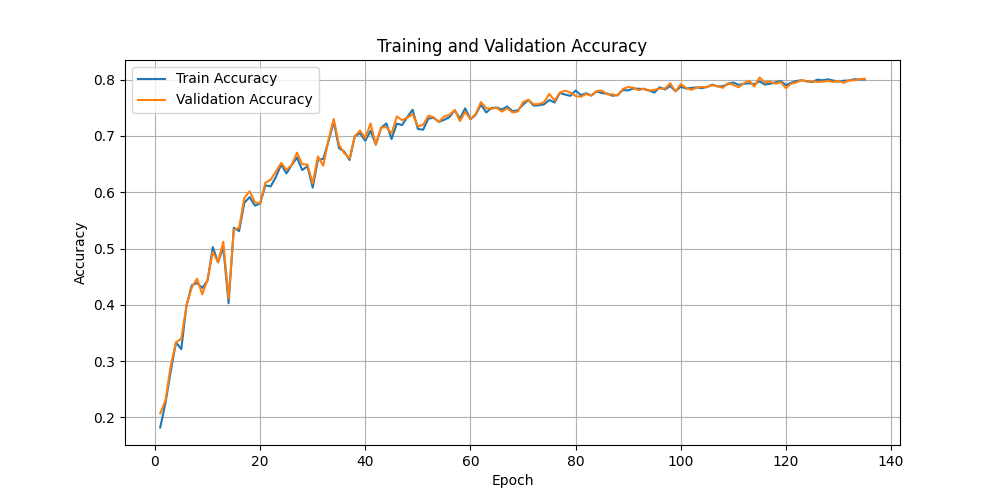 Training and Validation Accuracy
Train Accuracy
Validation Accuracy
0.8
0.7
0.6
0.5
0.4
0.3
0.2
Accuracy
0 20 40 60 80 100 120 140
Epoch